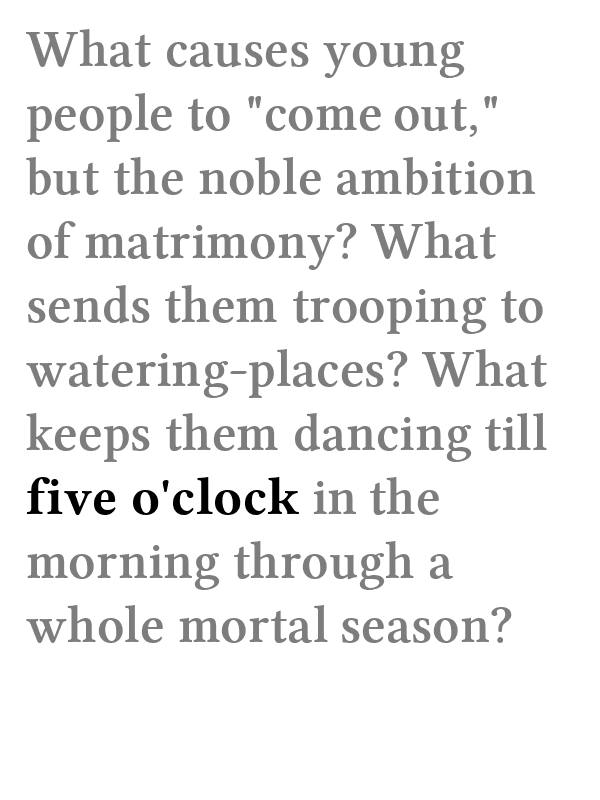 What causes young
people to "come out,"
but the noble ambition
of matrimony? What
sends them trooping to
watering-places? What
keeps them dancing till
five o'clock in the
morning through a
whole mortal season?